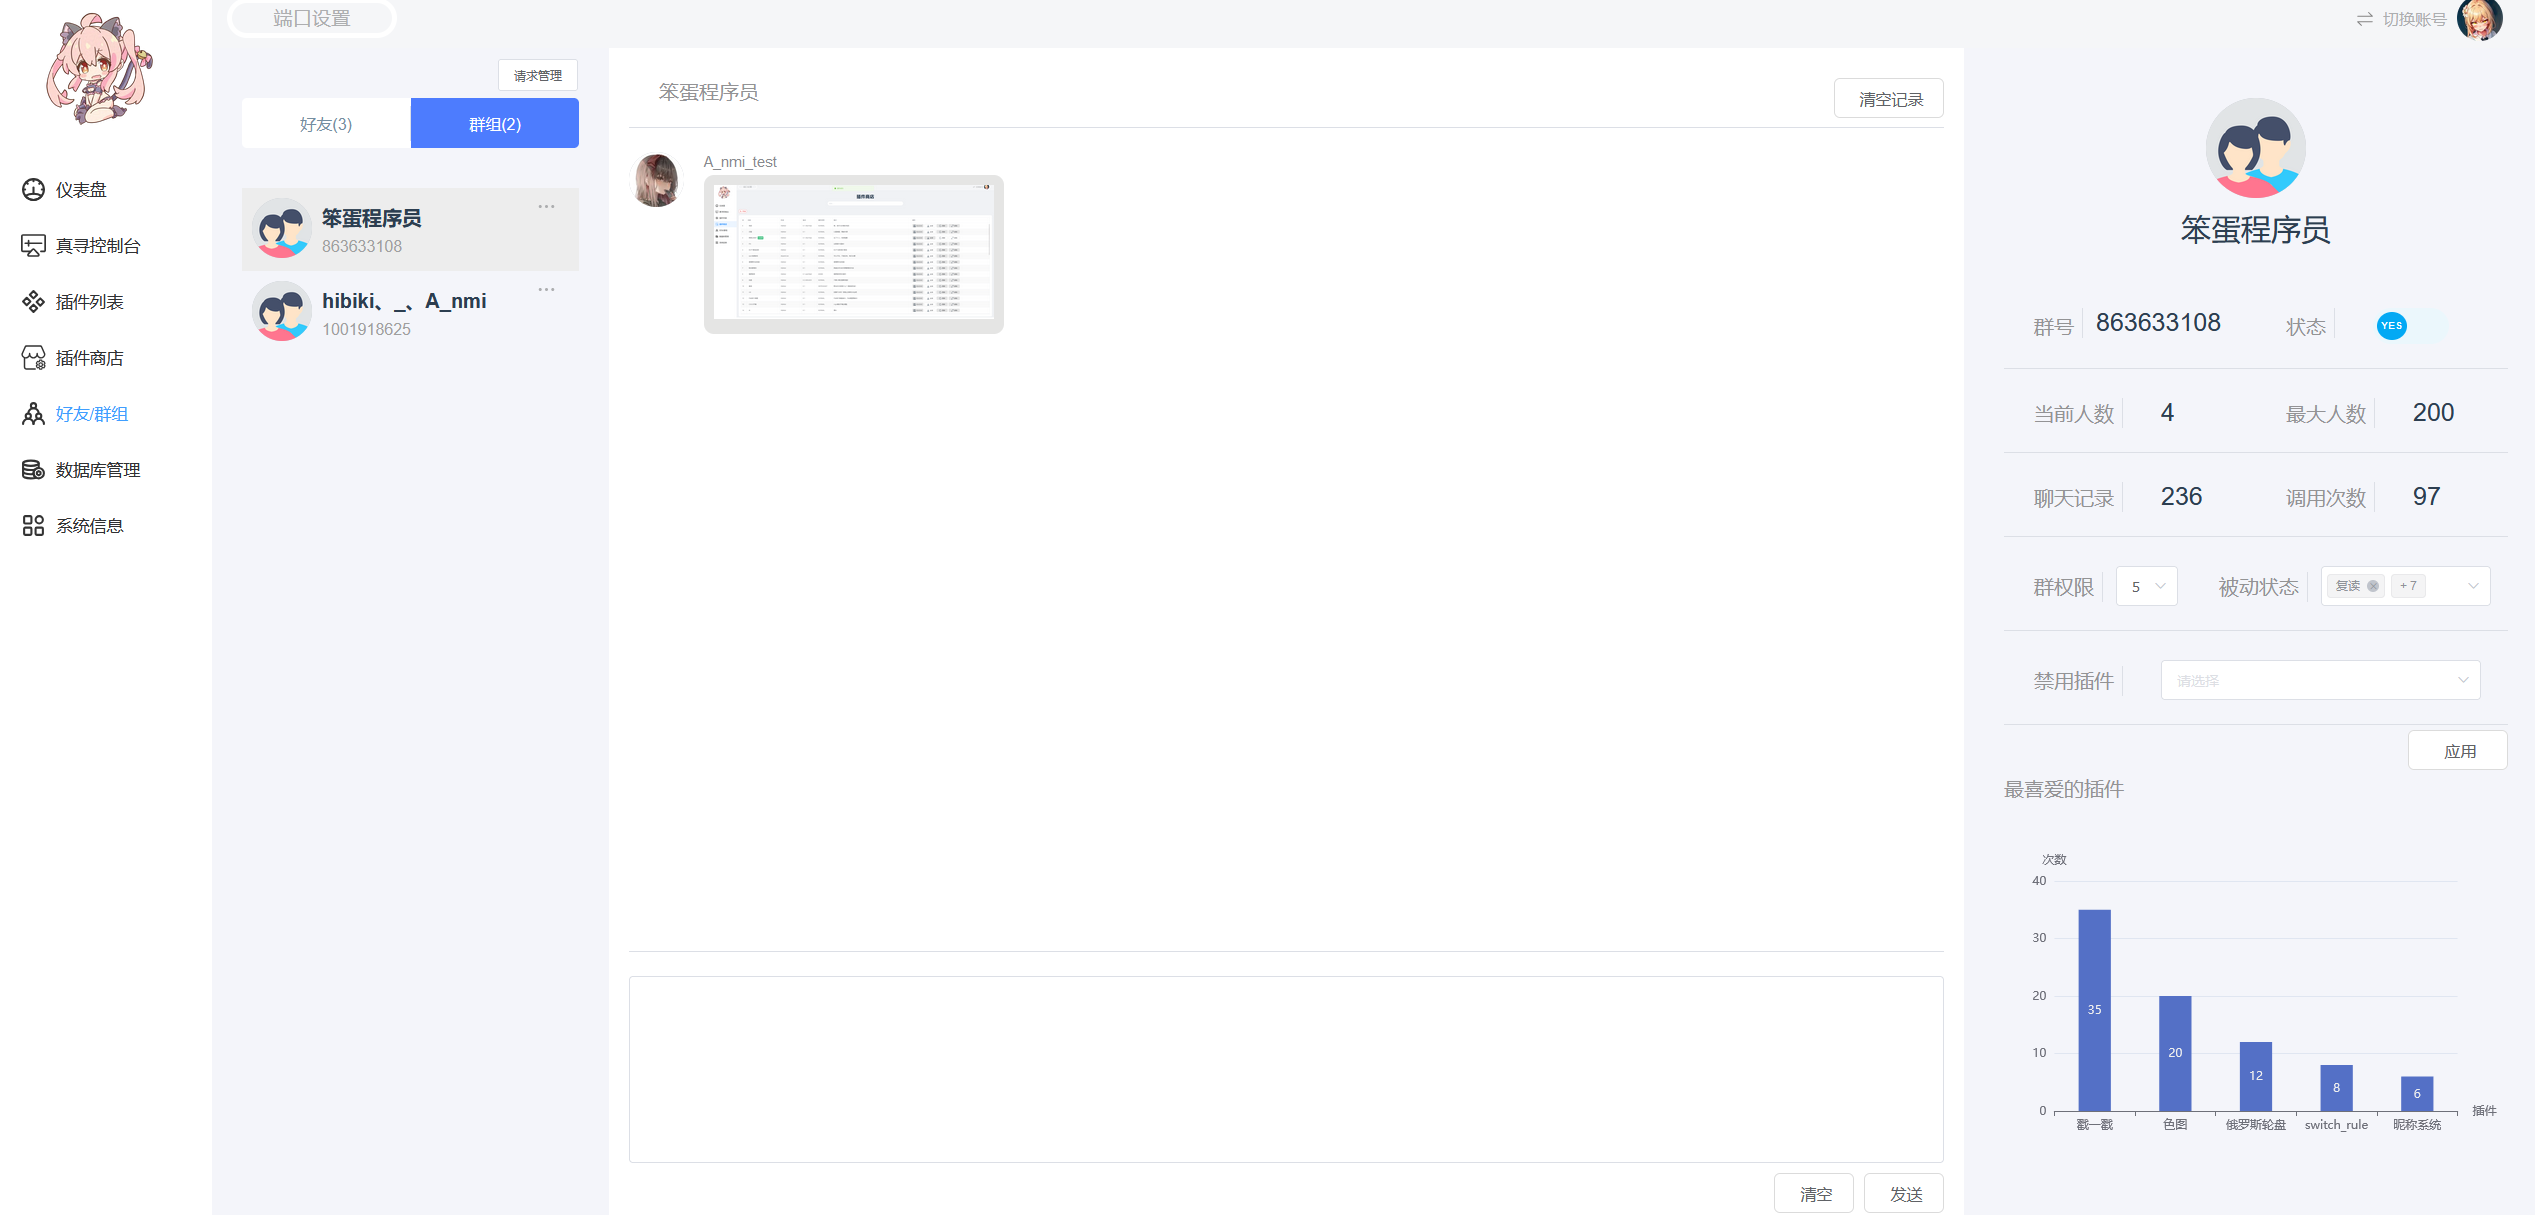 端口设置
切换账号
仪表盘
真寻控制台
插件列表
插件商店
好友/群组
数据库管理
系统信息
请求管理
好友(3)
群组(2)
笨蛋程序员
863633108
hibiki、_、A_nmi
1001918625
笨蛋程序员
清空记录
A_nmi_test
清空
发送
笨蛋程序员
群号 863633108 状态 YES
当前人数 4 最大人数 200
聊天记录 236 调用次数 97
群权限 5 被动状态 复读 + 7
禁用插件 请选择
应用
最喜爱的插件
次数
40
30
20
10
0
35
20
12
8
6
戳一戳 色图 俄罗斯轮盘 switch_rule 昵称系统
插件